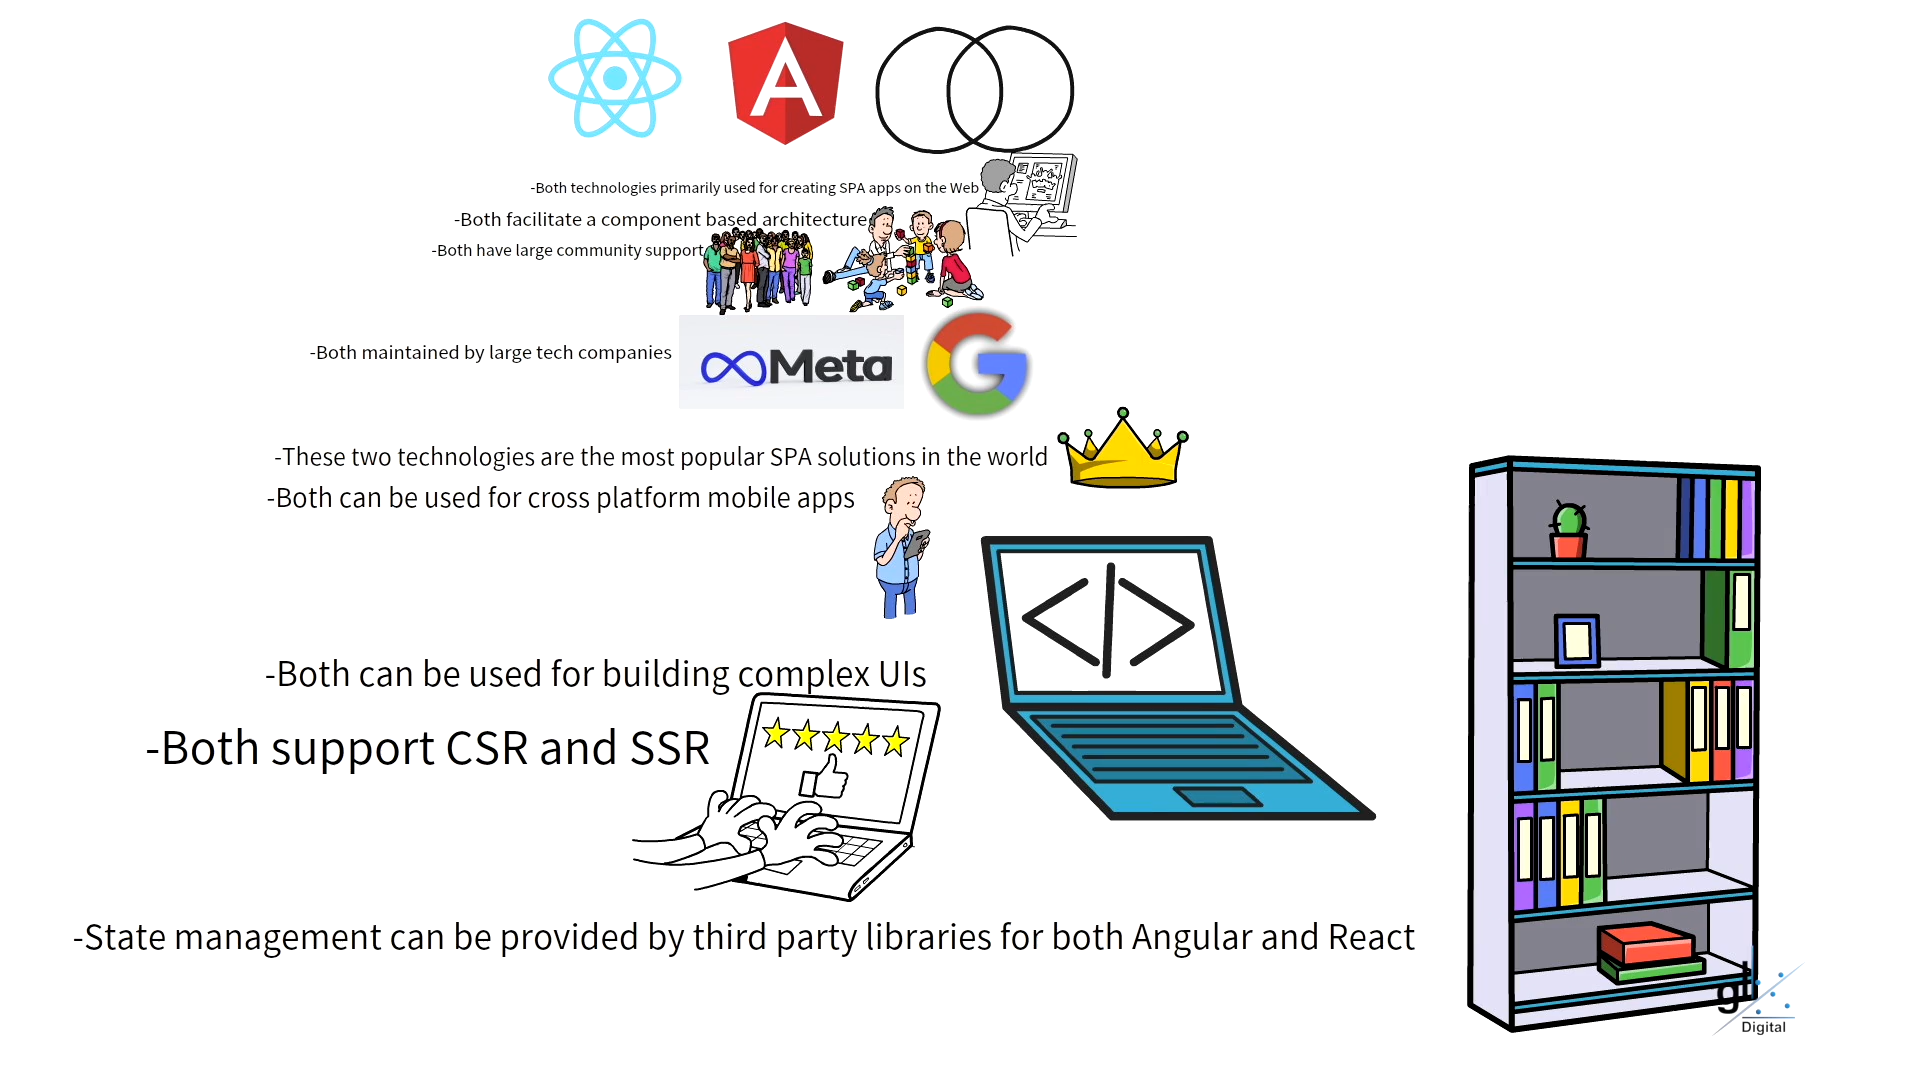 A
-Both technologies primarily used for creating SPA apps on the Web
-Both facilitate a component based architecture
-Both have large community support
-Both maintained by large tech companies
Meta
G
-These two technologies are the most popular SPA solutions in the world
-Both can be used for cross platform mobile apps
</>
-Both can be used for building complex UIs
-Both support CSR and SSR
-State management can be provided by third party libraries for both Angular and React
gl
Digital